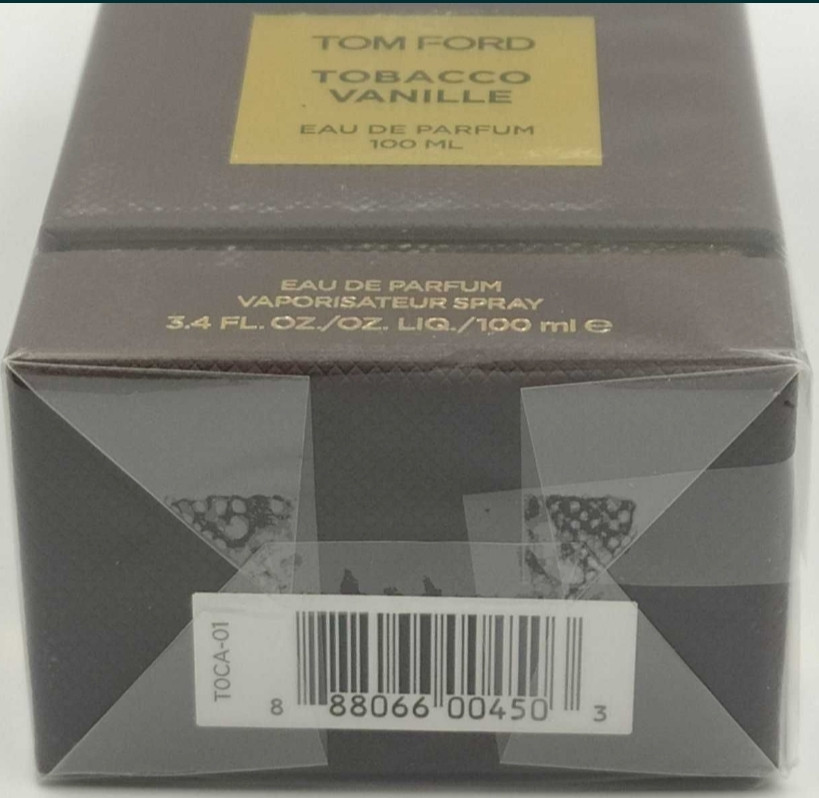 TOM FORD
TOBACCO
VANILLE
EAU DE PARFUM
100 ML
EAU DE PARFUM
VAPORISATEUR SPRAY
3.4 FL. OZ./OZ. LIQ./100 ml ℮
TOCA-01
8 88066 00450 3